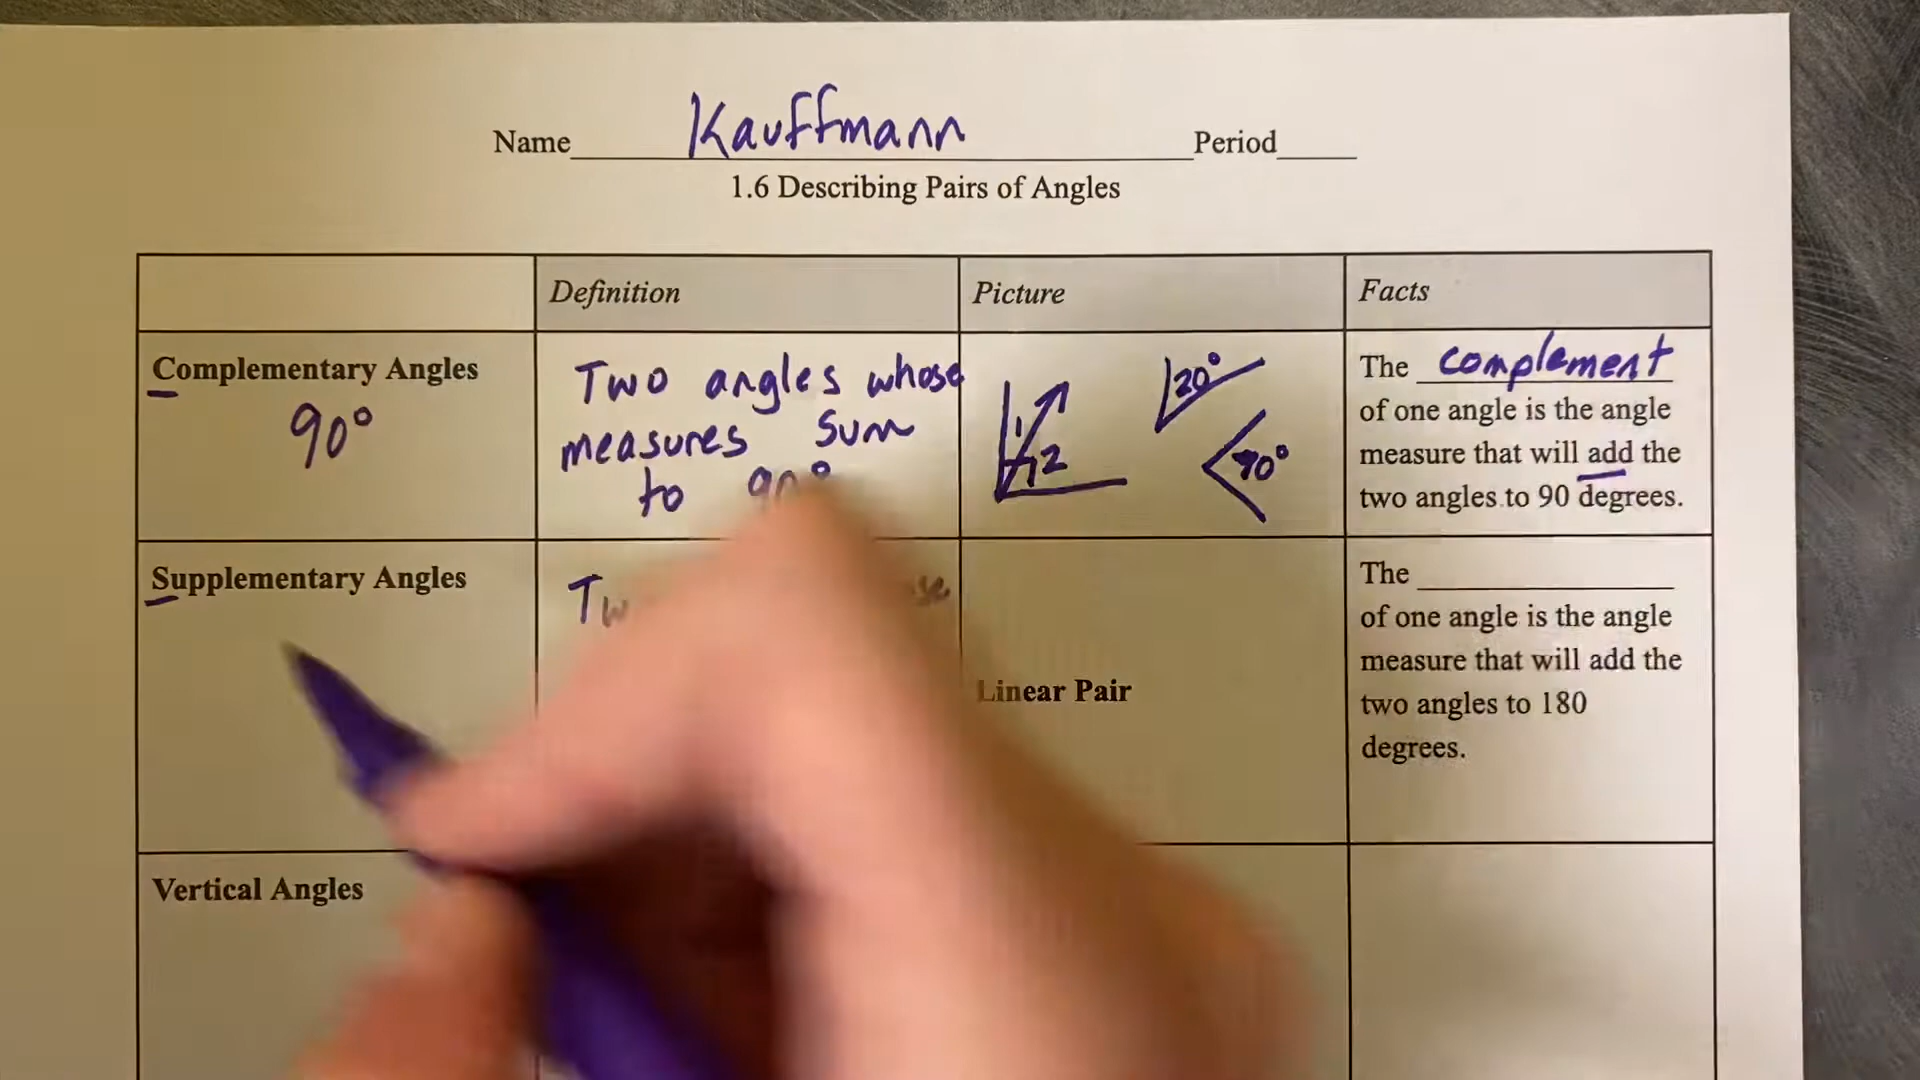 Name Kauffmann Period
1.6 Describing Pairs of Angles
Definition
Picture
Facts
Complementary Angles
90°
Two angles whose
measures sum
to 90°
1
2
20°
70°
The complement
of one angle is the angle
measure that will add the
two angles to 90 degrees.
Supplementary Angles
Linear Pair
The
of one angle is the angle
measure that will add the
two angles to 180
degrees.
Vertical Angles